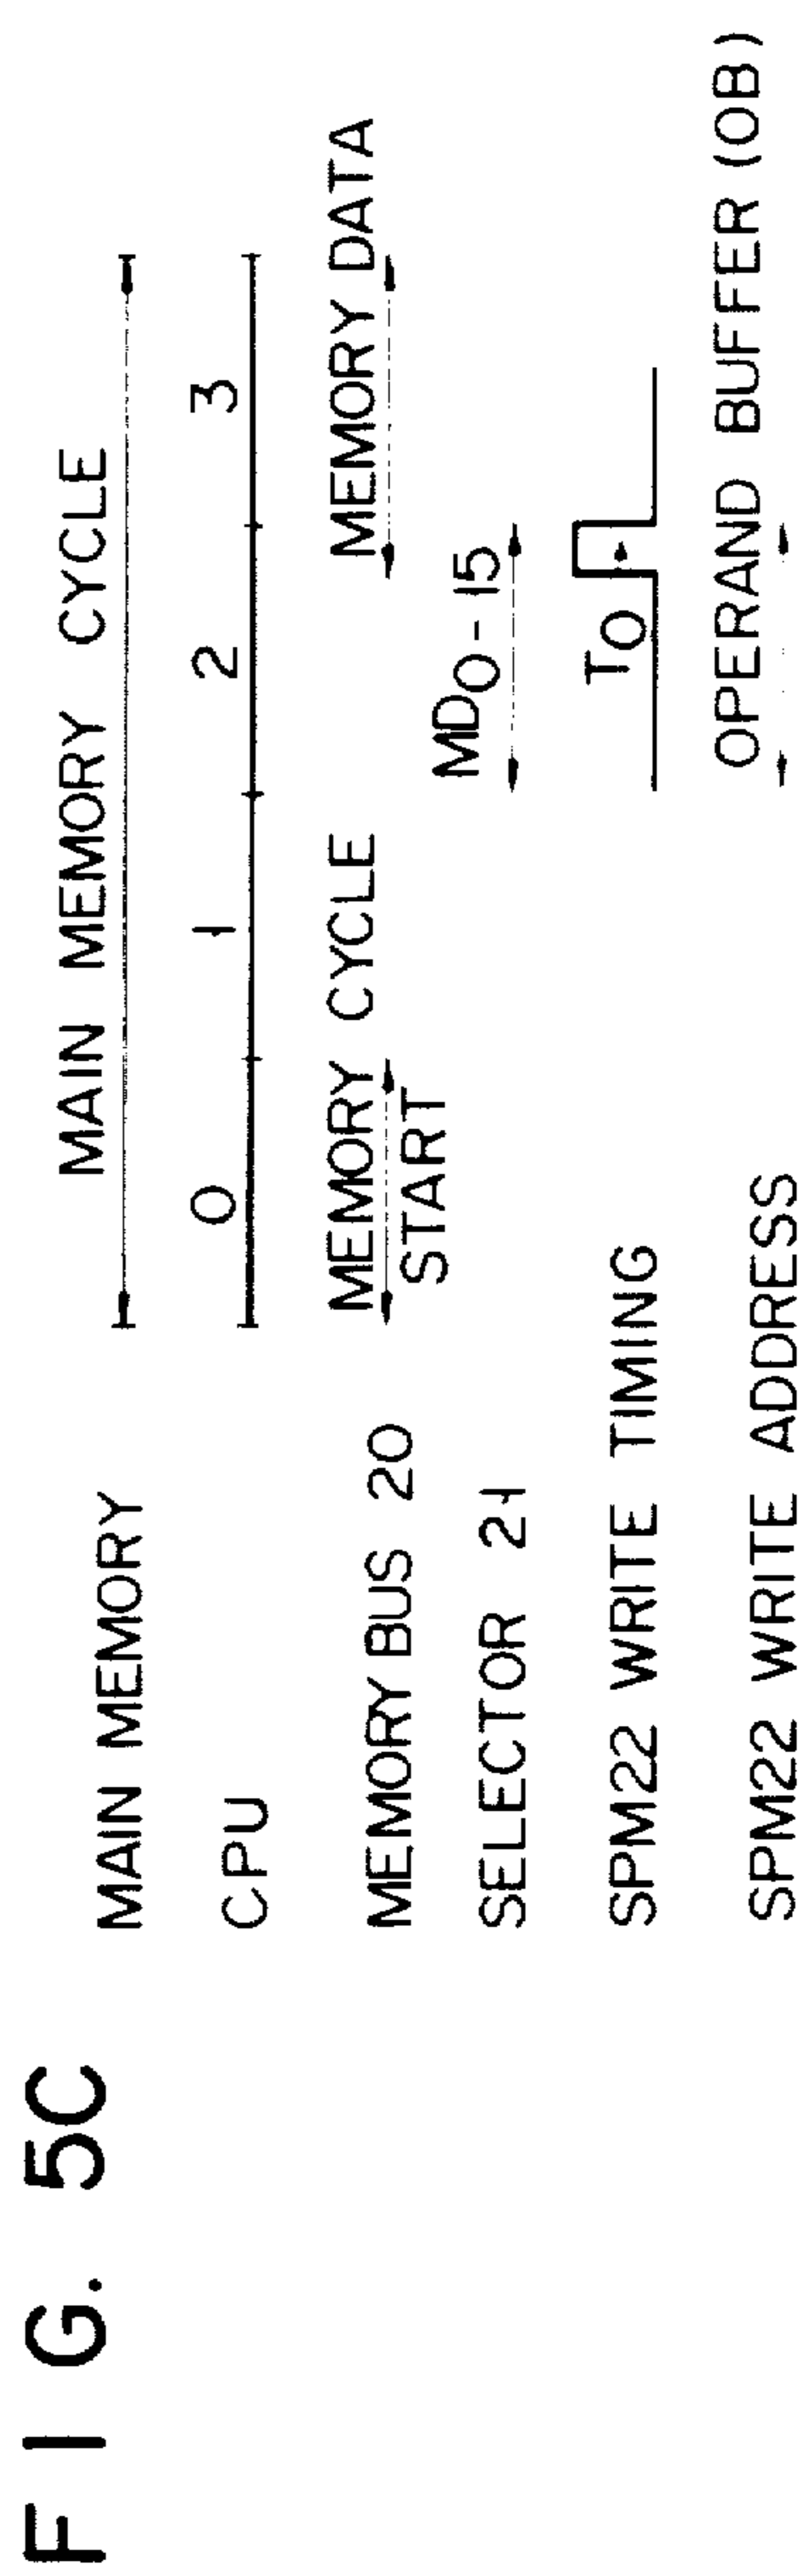 FIG. 5C
MAIN MEMORY
MAIN MEMORY CYCLE
CPU
0 1 2 3
MEMORY BUS 20
MEMORY CYCLE
START
MEMORY DATA
SELECTOR 21
MD0-15
SPM22 WRITE TIMING
T0
SPM22 WRITE ADDRESS
OPERAND BUFFER (OB)